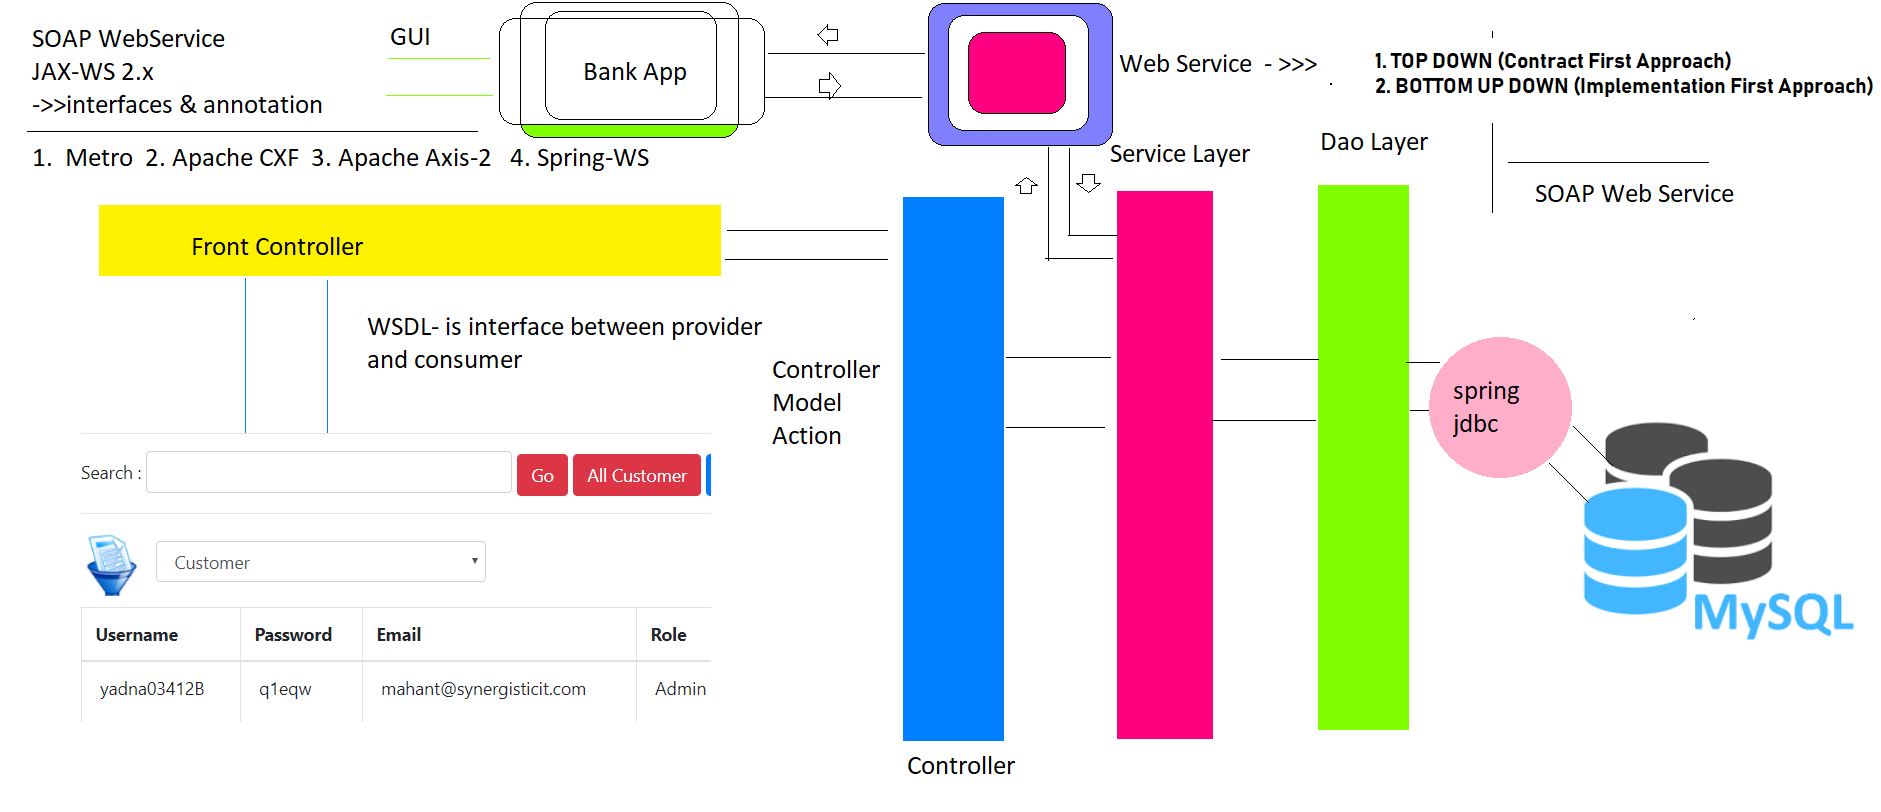 SOAP WebService
JAX-WS 2.x
->>interfaces & annotation
GUI
Bank App
Web Service - >>>
1. TOP DOWN (Contract First Approach)
2. BOTTOM UP DOWN (Implementation First Approach)
1. Metro 2. Apache CXF 3. Apache Axis-2 4. Spring-WS
Service Layer
Dao Layer
SOAP Web Service
Front Controller
WSDL- is interface between provider
and consumer
Controller
Model
Action
spring
jdbc
Search :
Go
All Customer
Customer
MySQL
Username Password Email Role
yadna03412B q1eqw mahant@synergisticit.com Admin
Controller